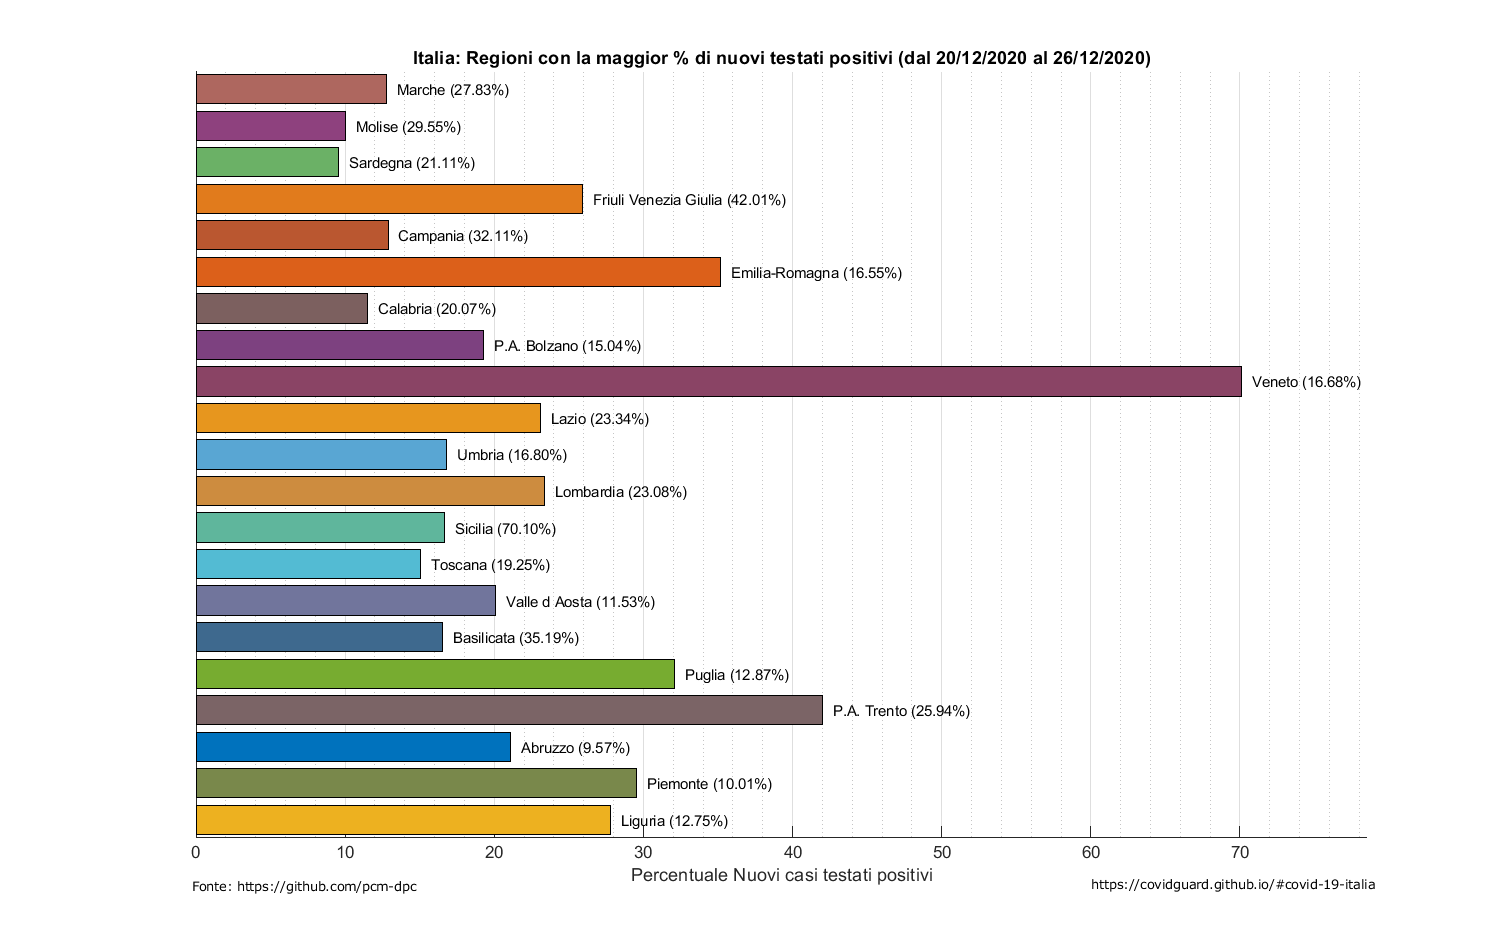 Italia: Regioni con la maggior % di nuovi testati positivi (dal 20/12/2020 al 26/12/2020)
Marche (27.83%)
Molise (29.55%)
Sardegna (21.11%)
Friuli Venezia Giulia (42.01%)
Campania (32.11%)
Emilia-Romagna (16.55%)
Calabria (20.07%)
P.A. Bolzano (15.04%)
Veneto (16.68%)
Lazio (23.34%)
Umbria (16.80%)
Lombardia (23.08%)
Sicilia (70.10%)
Toscana (19.25%)
Valle d Aosta (11.53%)
Basilicata (35.19%)
Puglia (12.87%)
P.A. Trento (25.94%)
Abruzzo (9.57%)
Piemonte (10.01%)
Liguria (12.75%)
0 10 20 30 40 50 60 70
Percentuale Nuovi casi testati positivi
Fonte: https://github.com/pcm-dpc
https://covidguard.github.io/#covid-19-italia